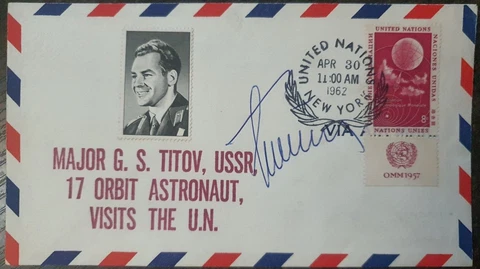 UNITED NATIONS
APR 30
11:00 AM
1962
NEW YORK
VIA
UNITED NATIONS
NACIONES UNIDAS
8¢
NATIONS UNIES
OMM 1957
MAJOR G. S. TITOV, USSR,
17 ORBIT ASTRONAUT,
VISITS THE U.N.